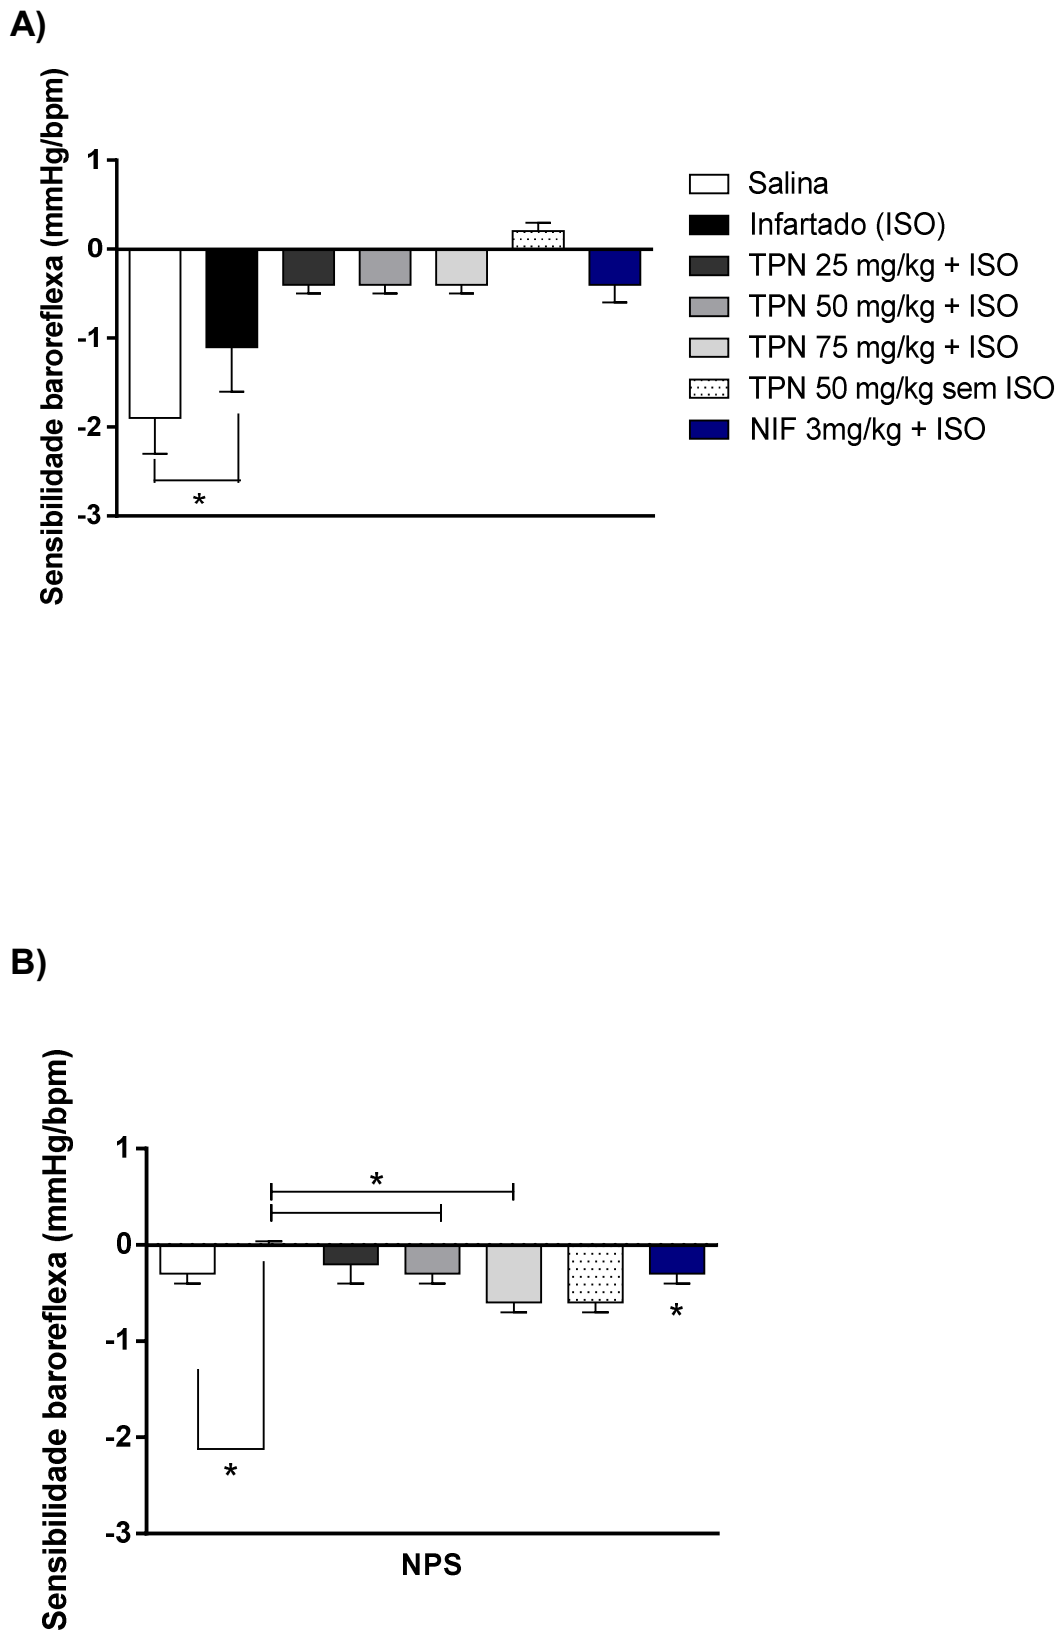 A)
Sensibilidade baroreflexa (mmHg/bpm)
1
0
-1
-2
-3
*
Salina
Infartado (ISO)
TPN 25 mg/kg + ISO
TPN 50 mg/kg + ISO
TPN 75 mg/kg + ISO
TPN 50 mg/kg sem ISO
NIF 3mg/kg + ISO
B)
Sensibilidade baroreflexa (mmHg/bpm)
1
0
-1
-2
-3
*
*
*
NPS